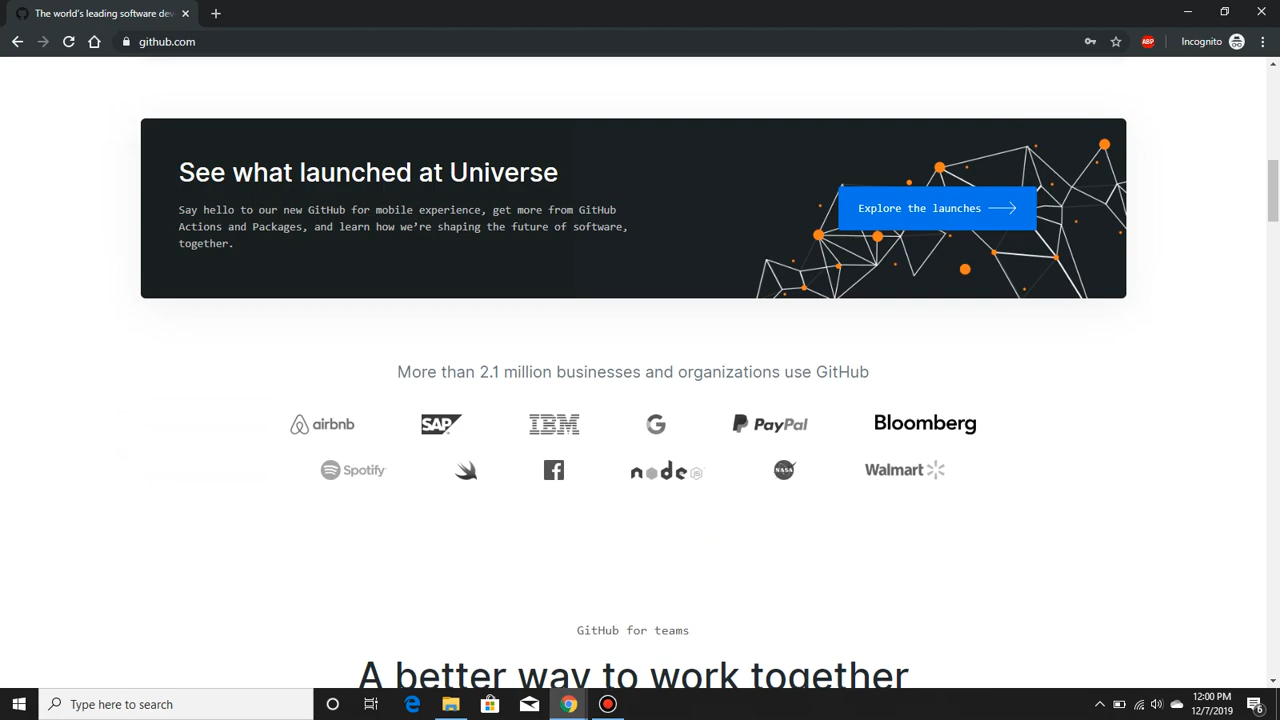 The world's leading software dev
github.com
ABP
Incognito
See what launched at Universe
Say hello to our new GitHub for mobile experience, get more from GitHub
Actions and Packages, and learn how we're shaping the future of software,
together.
Explore the launches
More than 2.1 million businesses and organizations use GitHub
airbnb SAP IBM G PayPal Bloomberg
Spotify f node JS NASA Walmart
GitHub for teams
A better way to work together
Type here to search
12:00 PM
12/7/2019
6